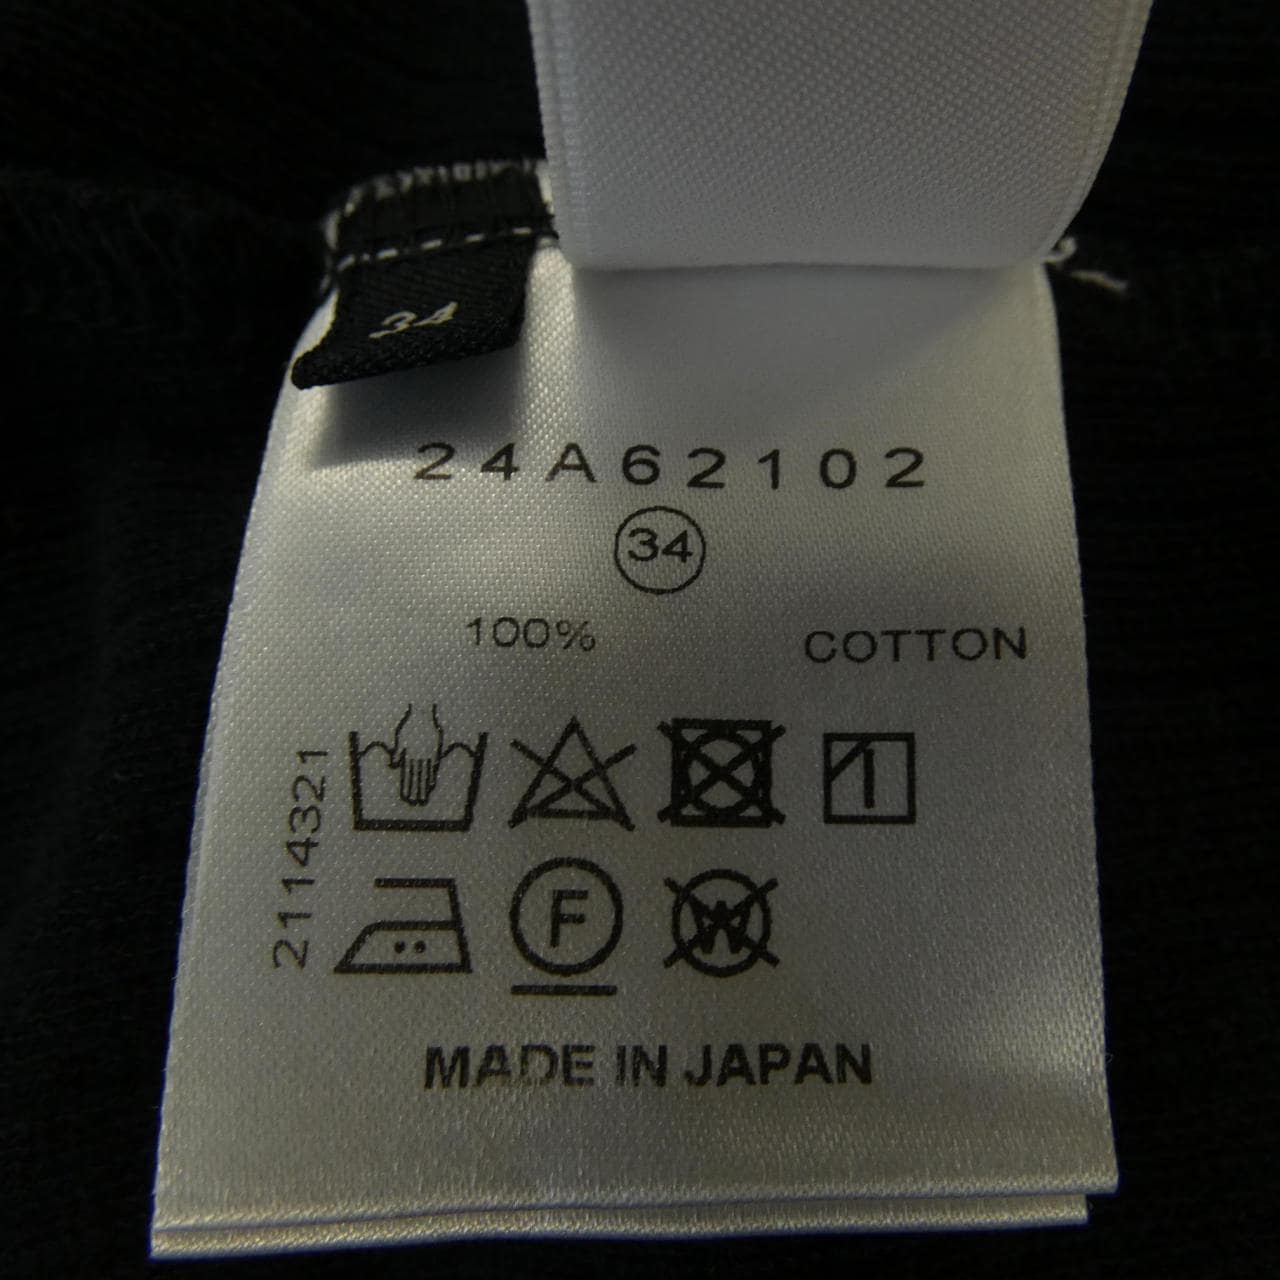 34
24A62102
34
100% COTTON
2114321
F
W
MADE IN JAPAN